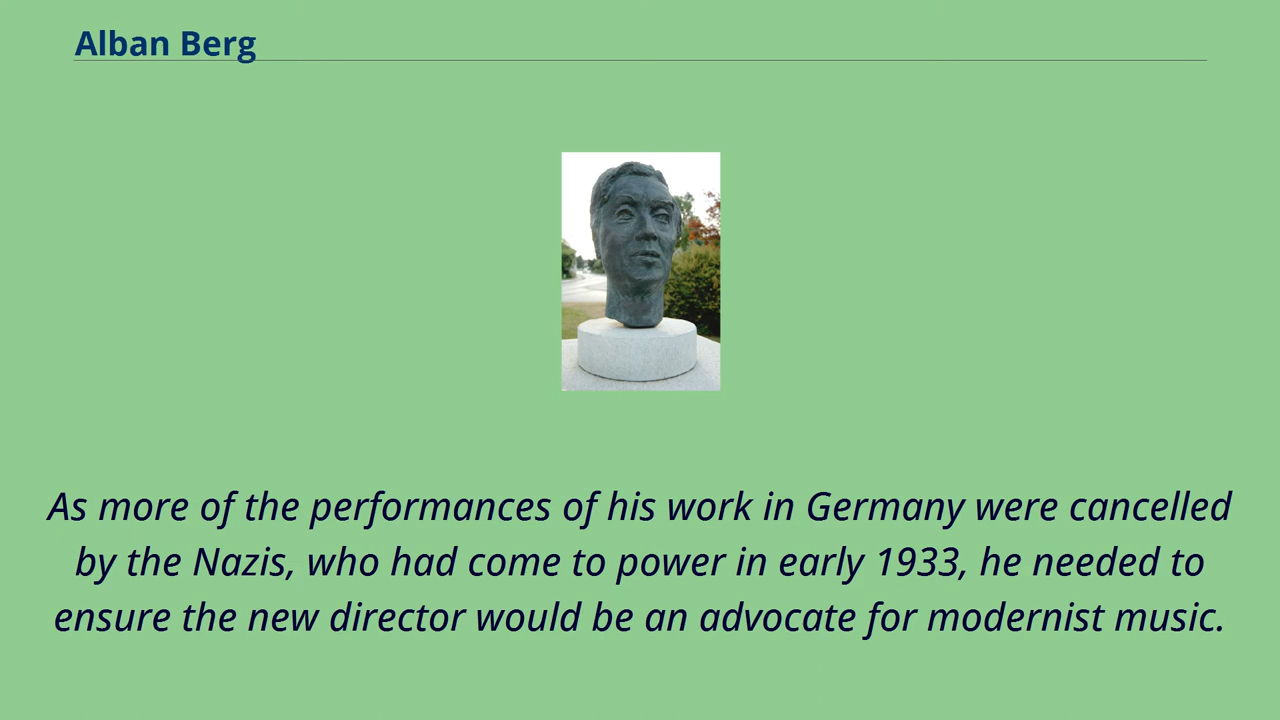 Alban Berg
As more of the performances of his work in Germany were cancelled
by the Nazis, who had come to power in early 1933, he needed to
ensure the new director would be an advocate for modernist music.